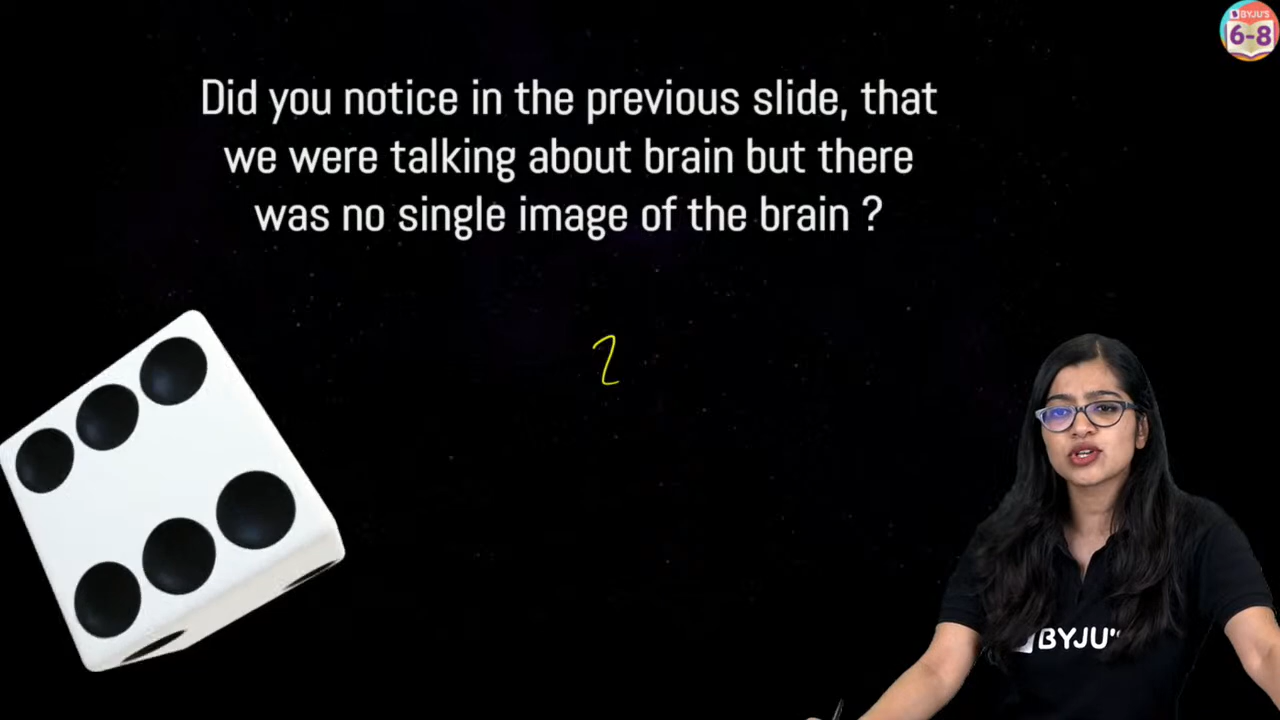 BYJU'S
6-8
Did you notice in the previous slide, that
we were talking about brain but there
was no single image of the brain ?
2
BYJU'S